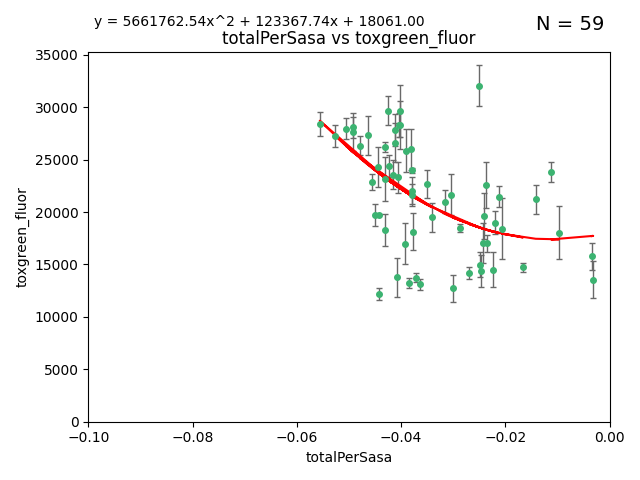 y = 5661762.54x^2 + 123367.74x + 18061.00
N = 59
totalPerSasa vs toxgreen_fluor
35000
30000
25000
20000
15000
10000
5000
0
toxgreen_fluor
−0.10
−0.08
−0.06
−0.04
−0.02
0.00
totalPerSasa